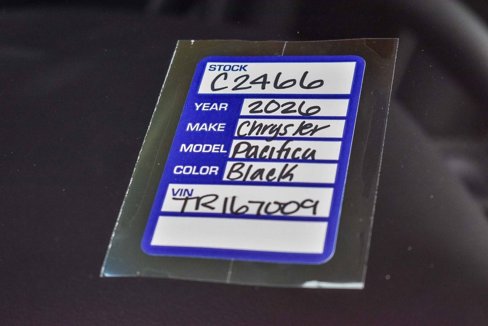 STOCK
C2466
YEAR 2026
MAKE Chrysler
MODEL Pacifica
COLOR Black
VIN
TR167009